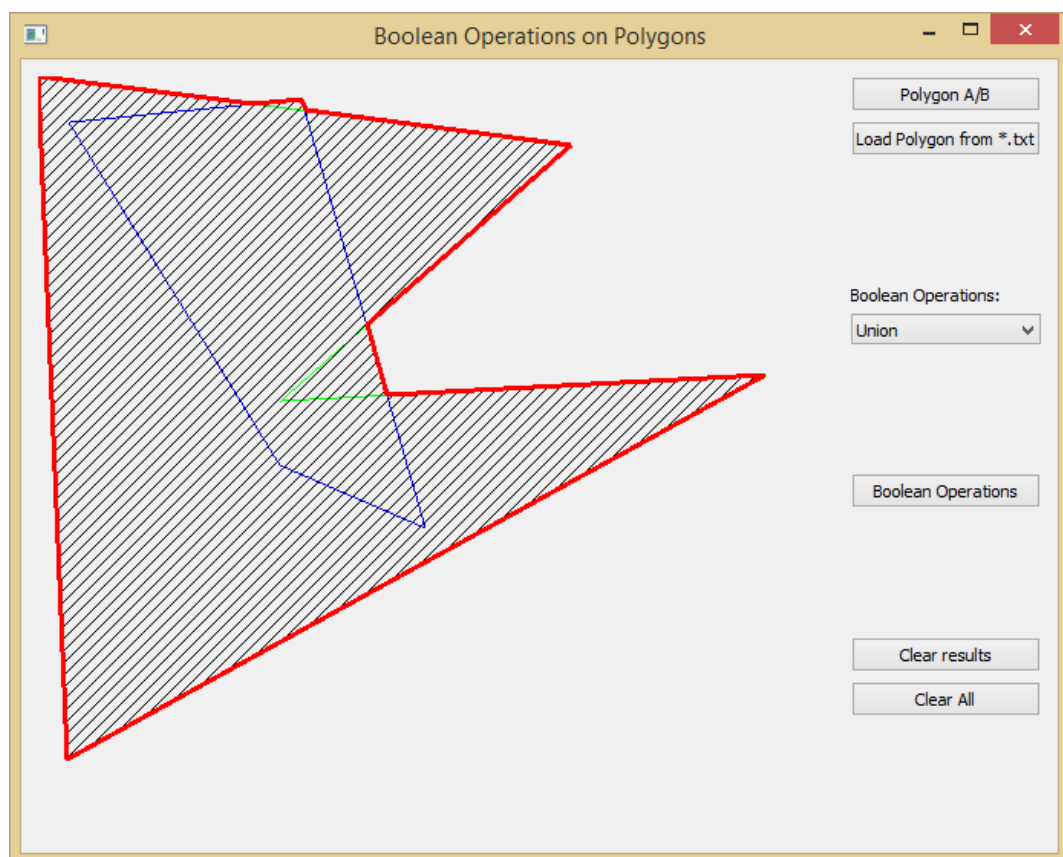 Boolean Operations on Polygons
Polygon A/B
Load Polygon from *.txt
Boolean Operations:
Union
Boolean Operations
Clear results
Clear All